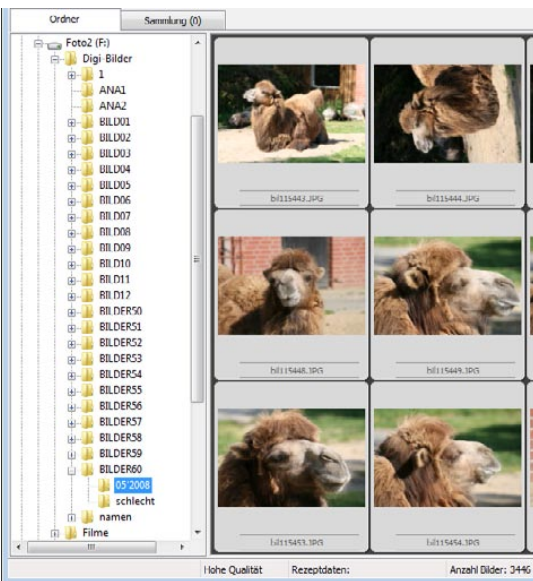 Ordner
Sammlung (0)
Foto2 (F:)
Digi-Bilder
1
ANA1
ANA2
BILD01
BILD02
BILD03
BILD04
BILD05
BILD06
BILD07
BILD08
BILD09
BILD10
BILD11
BILD12
BILDER50
BILDER51
BILDER52
BILDER53
BILDER54
BILDER55
BILDER56
BILDER57
BILDER58
BILDER59
BILDER60
05'2008
schlecht
namen
Filme
bil115443.JPG
bil115444.JPG
bil115448.JPG
bil115449.JPG
bil115453.JPG
bil115454.JPG
Hohe Qualität
Rezeptdaten:
Anzahl Bilder: 3446